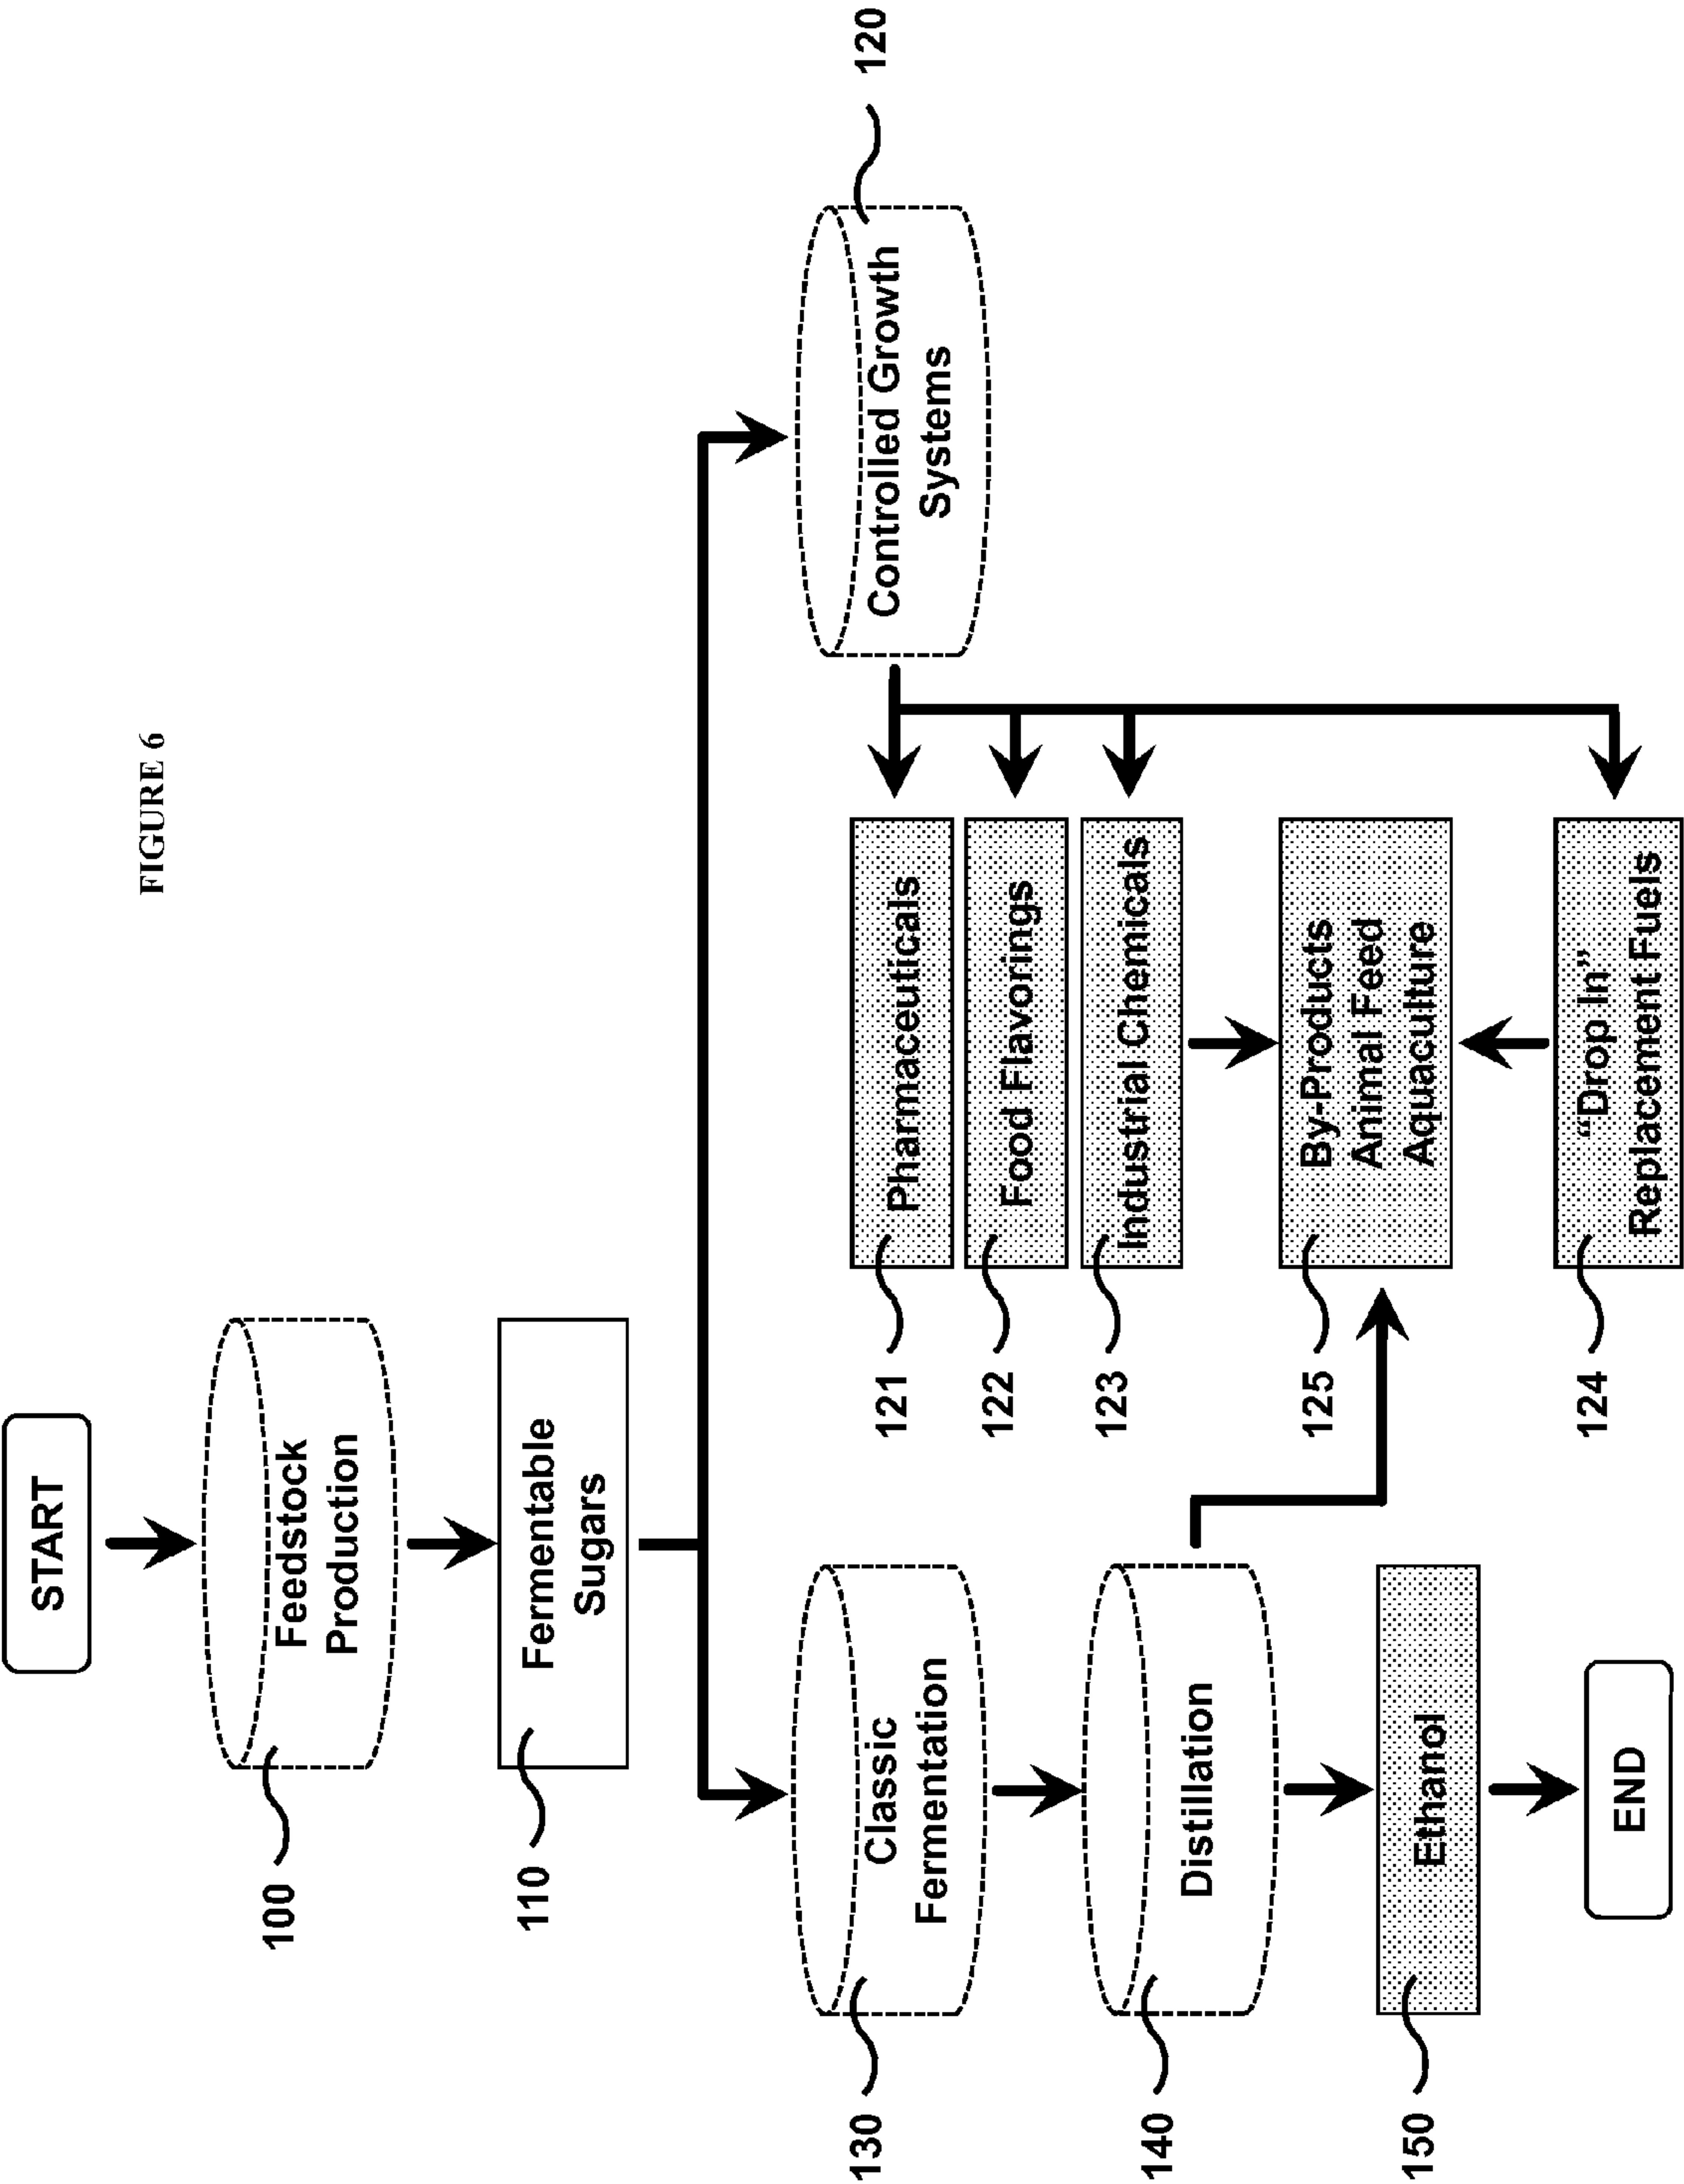 FIGURE 6
START
Feedstock
Production
100
Fermentable
Sugars
110
Classic
Fermentation
130
Distillation
140
Ethanol
150
END
Controlled Growth
Systems
120
Pharmaceuticals
121
Food Flavorings
122
Industrial Chemicals
123
By-Products
Animal Feed
Aquaculture
125
“Drop In”
Replacement Fuels
124